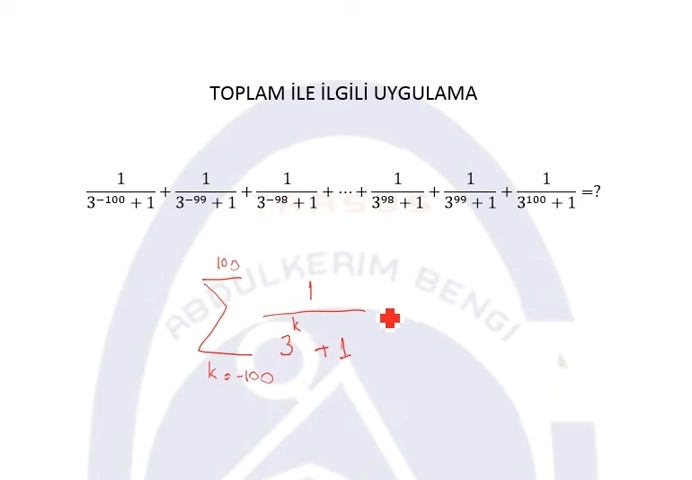 TOPLAM İLE İLGİLİ UYGULAMA
1/(3^-100 + 1) + 1/(3^-99 + 1) + 1/(3^-98 + 1) + ⋯ + 1/(3^98 + 1) + 1/(3^99 + 1) + 1/(3^100 + 1) =?
ABDULKERIM BENGI
100
∑ 1/(3^k + 1)
k = -100